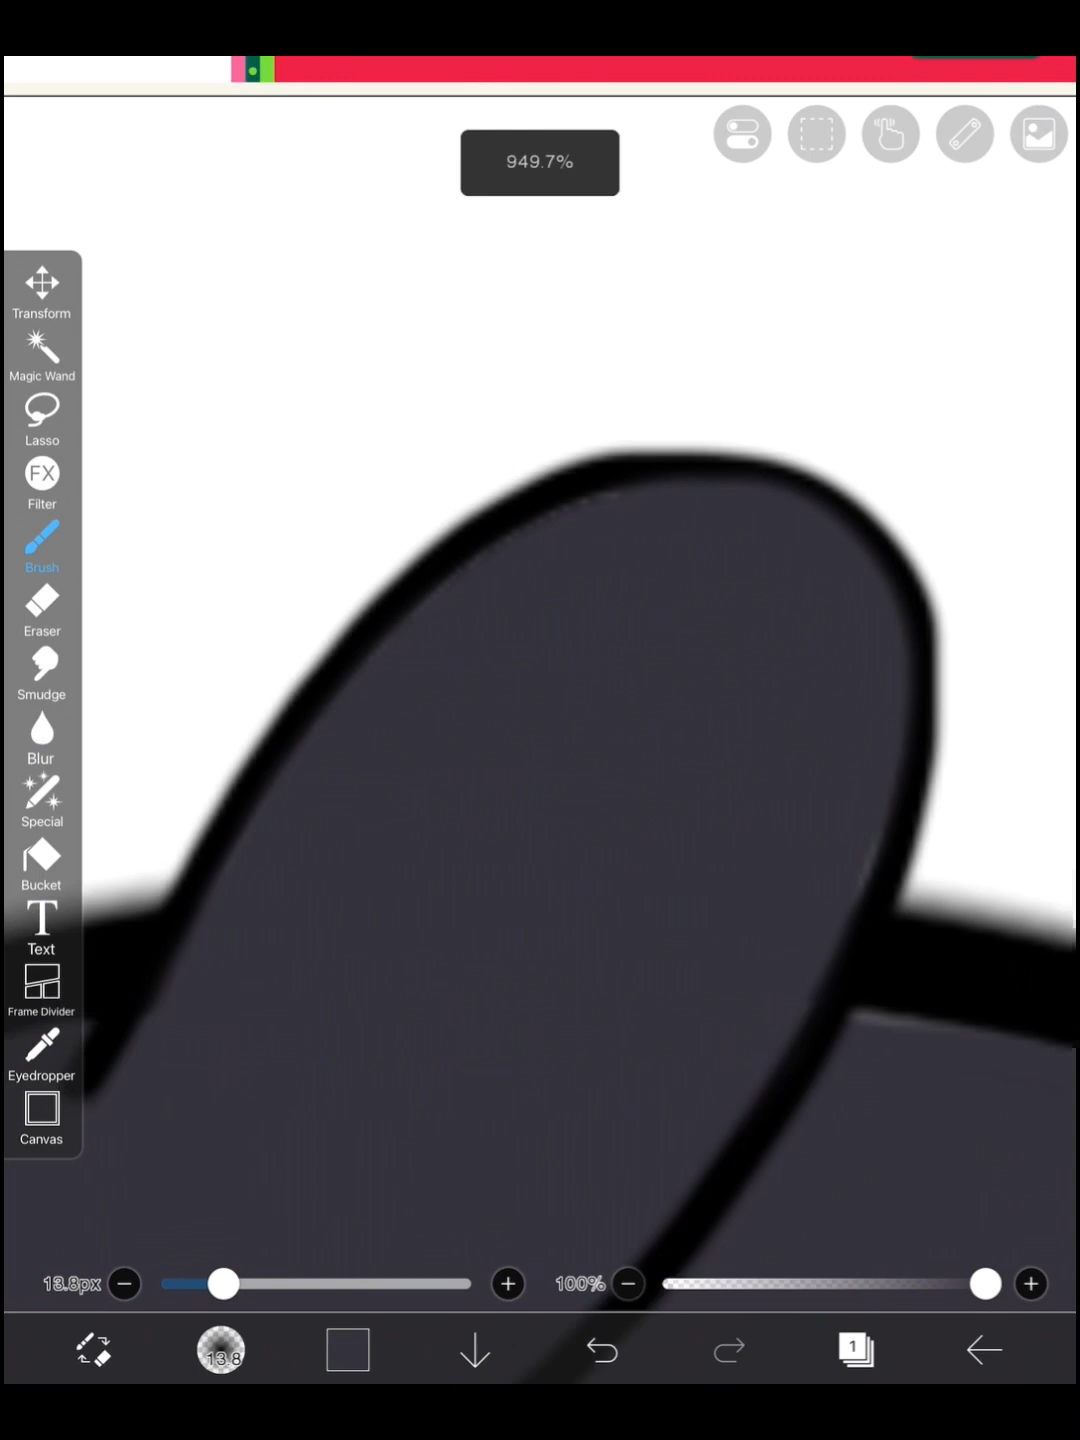 949.7%
Transform
Magic Wand
Lasso
FX
Filter
Brush
Eraser
Smudge
Blur
Special
Bucket
T
Text
Frame Divider
Eyedropper
Canvas
13.8px
100%
13.8
1